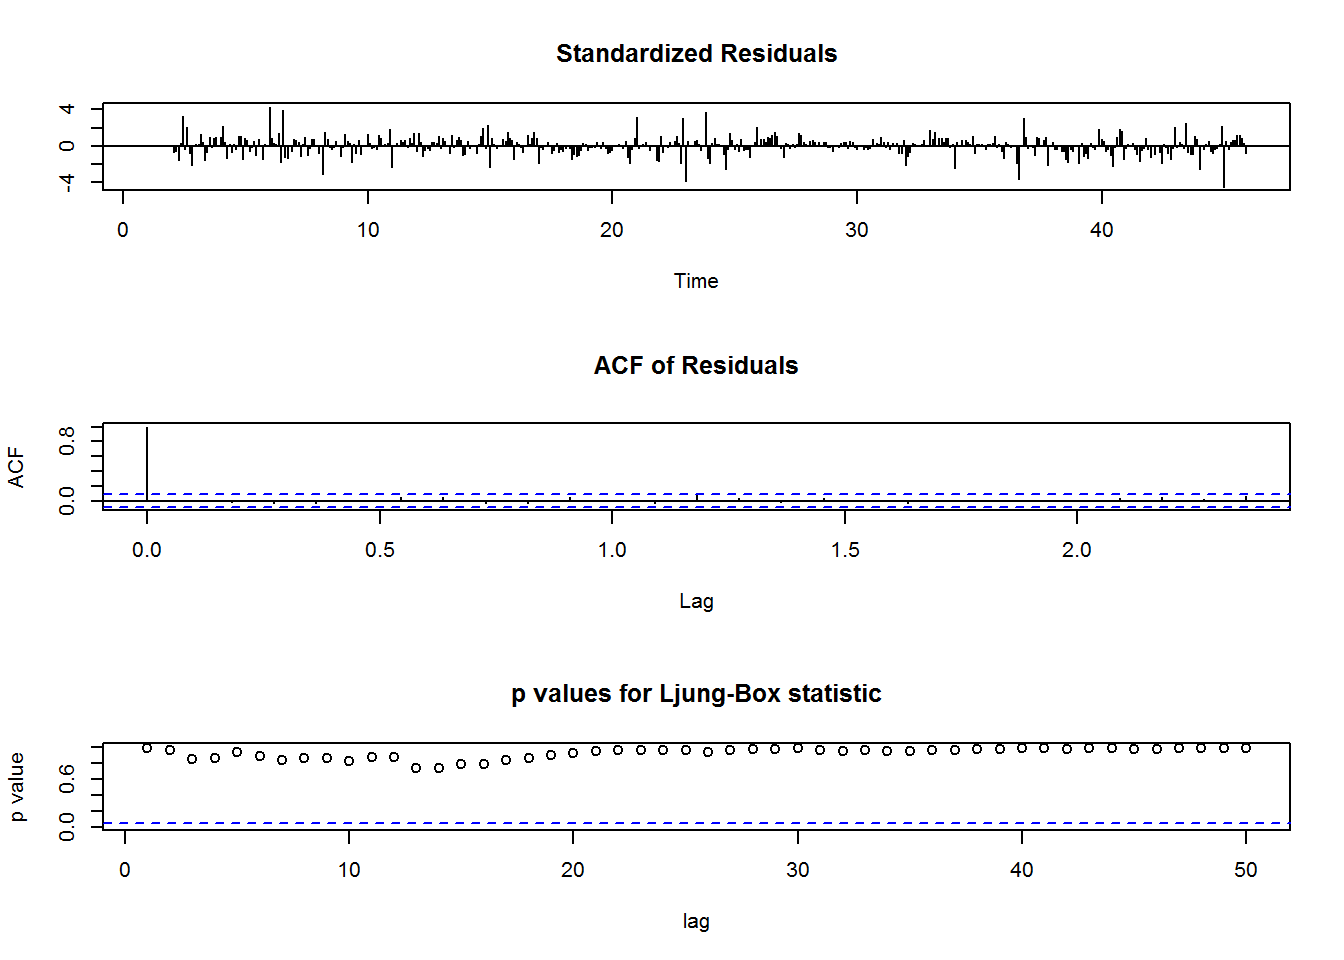 Standardized Residuals
4
0
-4
0 10 20 30 40
Time
ACF of Residuals
ACF
0.8
0.0
0.0 0.5 1.0 1.5 2.0
Lag
p values for Ljung-Box statistic
p value
0.6
0.0
0 10 20 30 40 50
lag